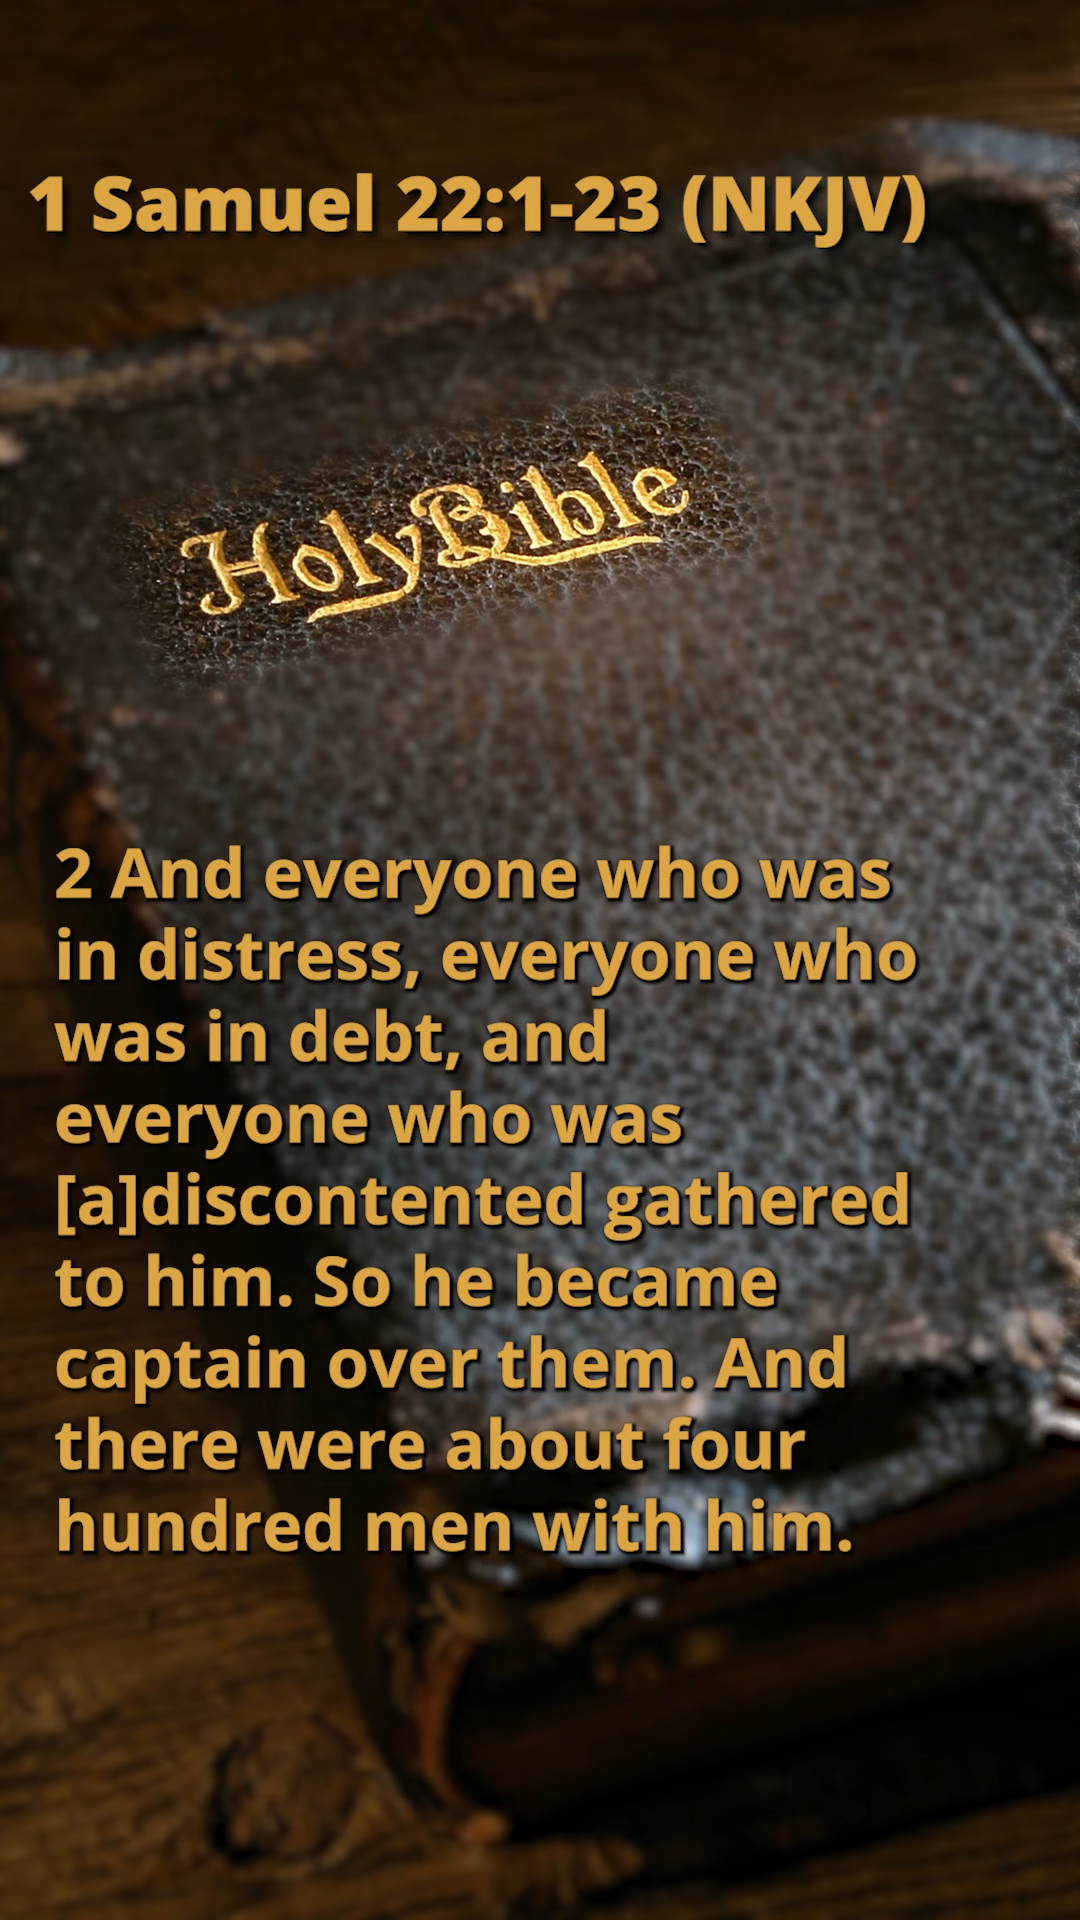 1 Samuel 22:1-23 (NKJV)
Holy Bible
2 And everyone who was
in distress, everyone who
was in debt, and
everyone who was
[a]discontented gathered
to him. So he became
captain over them. And
there were about four
hundred men with him.